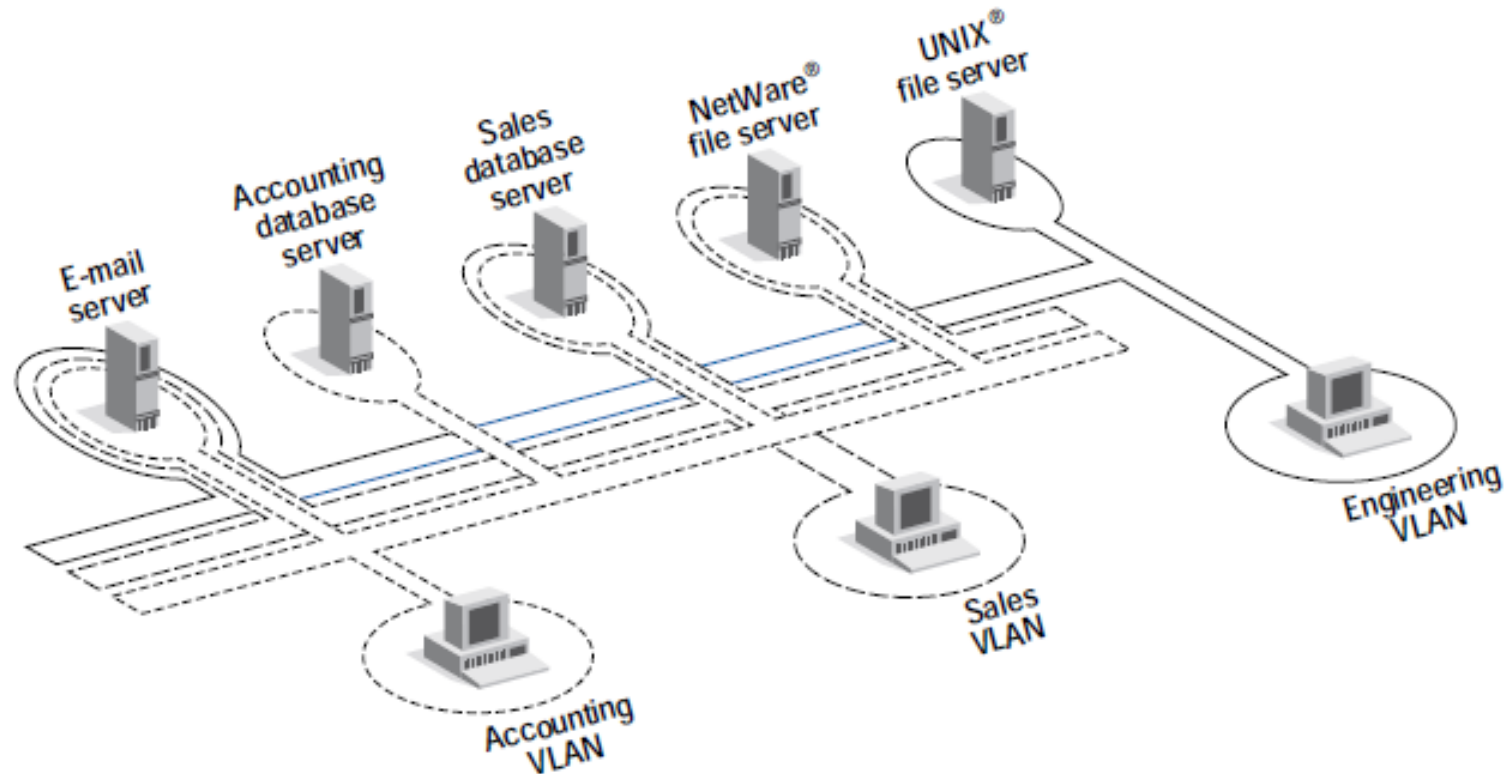 UNIX®
file server
NetWare®
file server
Sales
database
server
Accounting
database
server
E-mail
server
Engineering
VLAN
Sales
VLAN
Accounting
VLAN